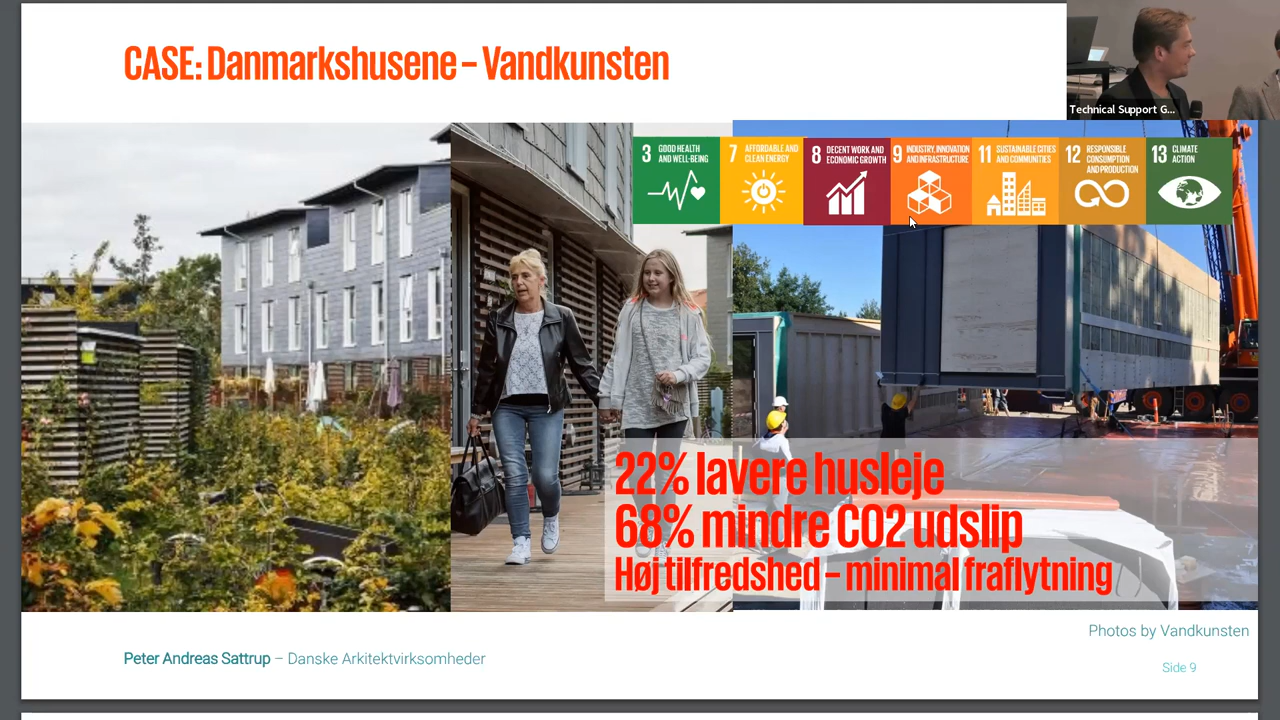 CASE: Danmarkshusene – Vandkunsten
Technical Support G...
3 GOOD HEALTH
AND WELL-BEING
7 AFFORDABLE AND
CLEAN ENERGY
8 DECENT WORK AND
ECONOMIC GROWTH
9 INDUSTRY, INNOVATION
AND INFRASTRUCTURE
11 SUSTAINABLE CITIES
AND COMMUNITIES
12 RESPONSIBLE
CONSUMPTION
AND PRODUCTION
13 CLIMATE
ACTION
22% lavere husleje
68% mindre CO2 udslip
Høj tilfredshed – minimal fraflytning
Photos by Vandkunsten
Peter Andreas Sattrup – Danske Arkitektvirksomheder
Side 9